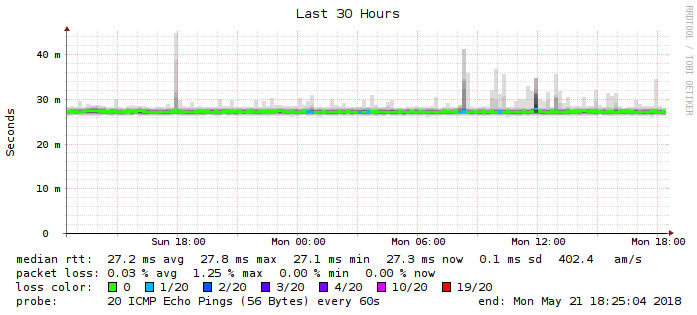 Last 30 Hours
RRDTOOL / TOBI OETIKER
Seconds
40 m
30 m
20 m
10 m
0
Sun 18:00 Mon 00:00 Mon 06:00 Mon 12:00 Mon 18:00
median rtt: 27.2 ms avg 27.8 ms max 27.1 ms min 27.3 ms now 0.1 ms sd 402.4 am/s
packet loss: 0.03 % avg 1.25 % max 0.00 % min 0.00 % now
loss color: 0 1/20 2/20 3/20 4/20 10/20 19/20
probe: 20 ICMP Echo Pings (56 Bytes) every 60s end: Mon May 21 18:25:04 2018